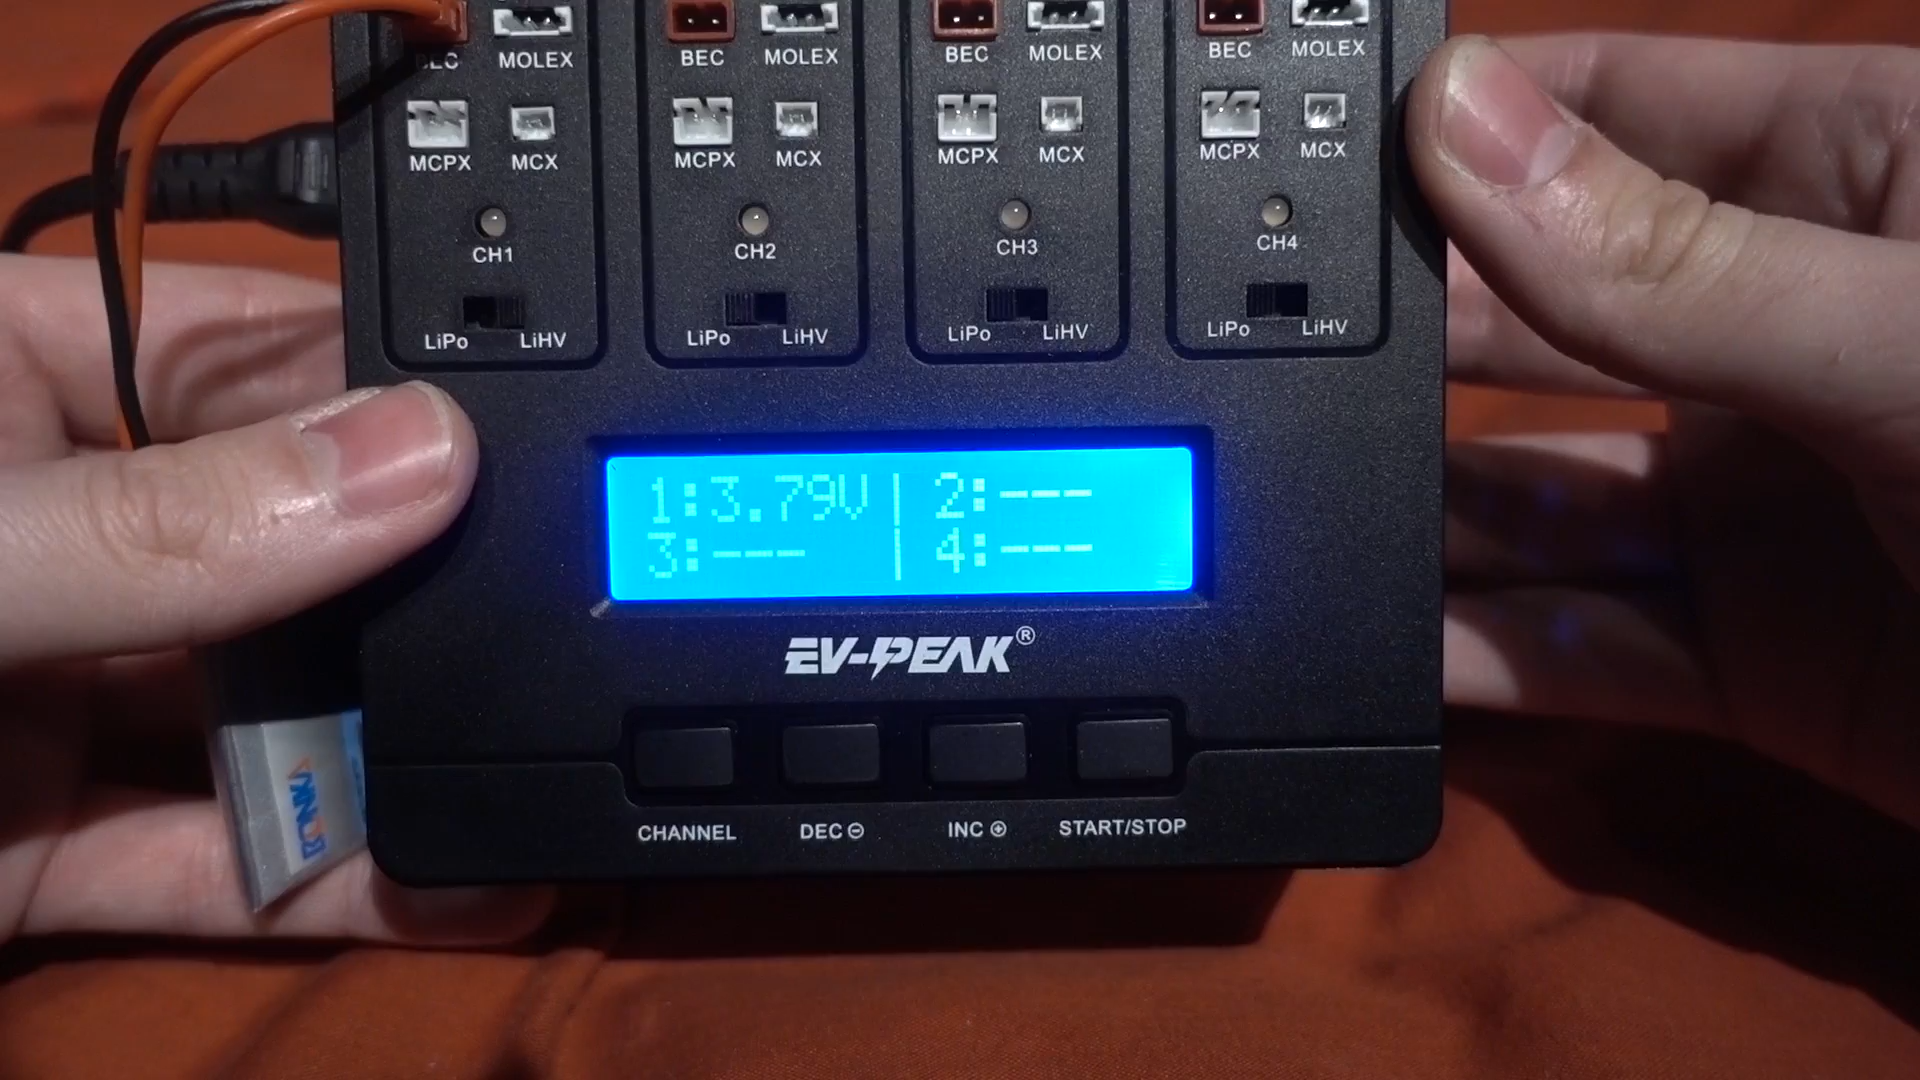 BEC MOLEX BEC MOLEX BEC MOLEX BEC MOLEX
MCPX MCX MCPX MCX MCPX MCX MCPX MCX
CH1 CH2 CH3 CH4
LiPo LiHV LiPo LiHV LiPo LiHV LiPo LiHV
1:3.79V| 2:---
3:--- | 4:---
EV-PEAK®
CHANNEL DEC⊖ INC⊕ START/STOP